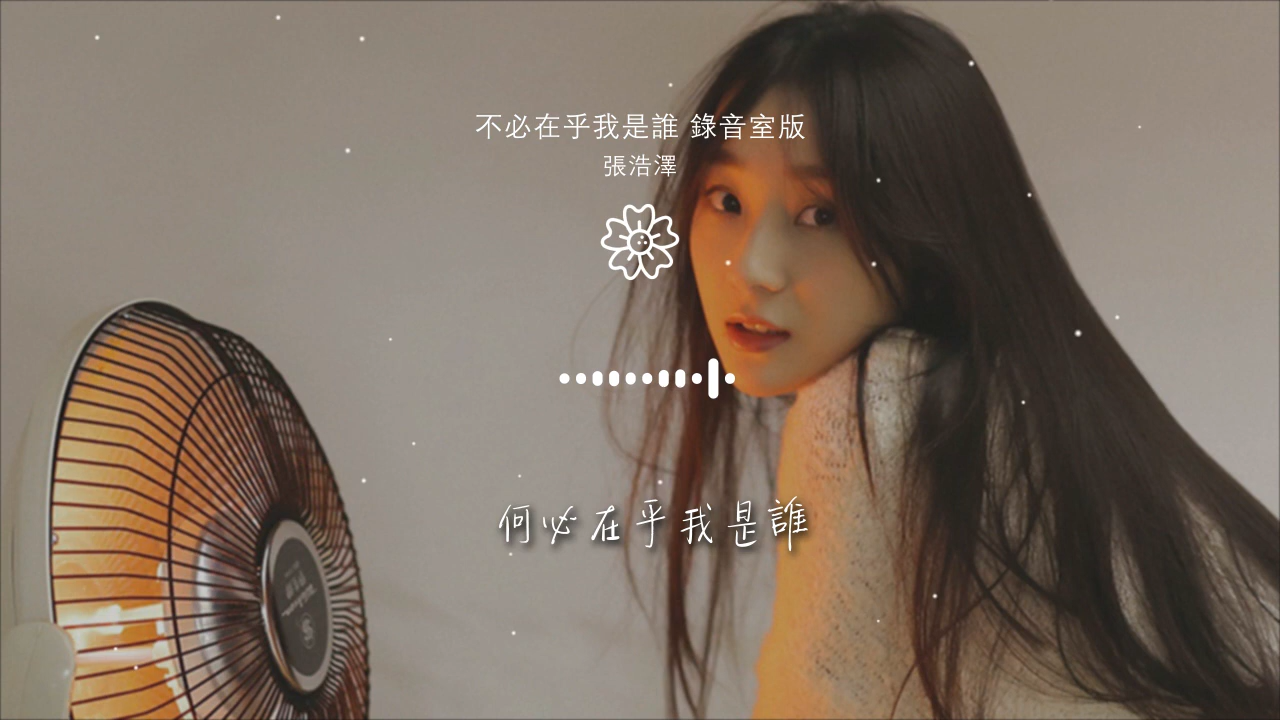 不必在乎我是誰 錄音室版
張浩澤
何必在乎我是誰